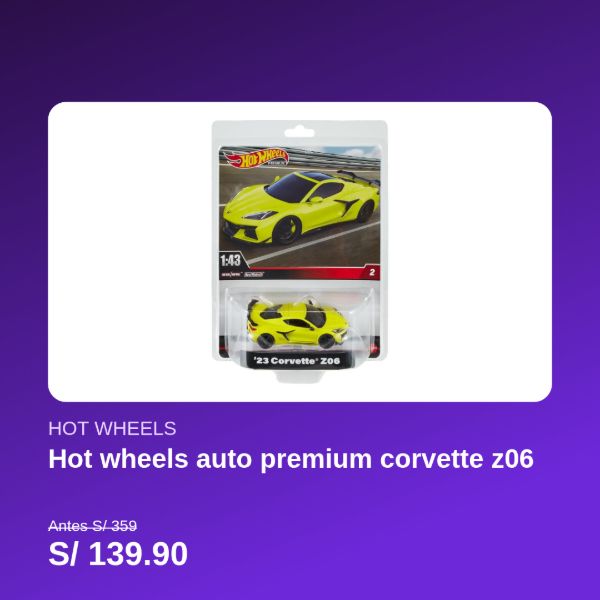 HOT WHEELS
PREMIUM
1:43
2
'23 Corvette® Z06
HOT WHEELS
Hot wheels auto premium corvette z06
Antes S/ 359
S/ 139.90